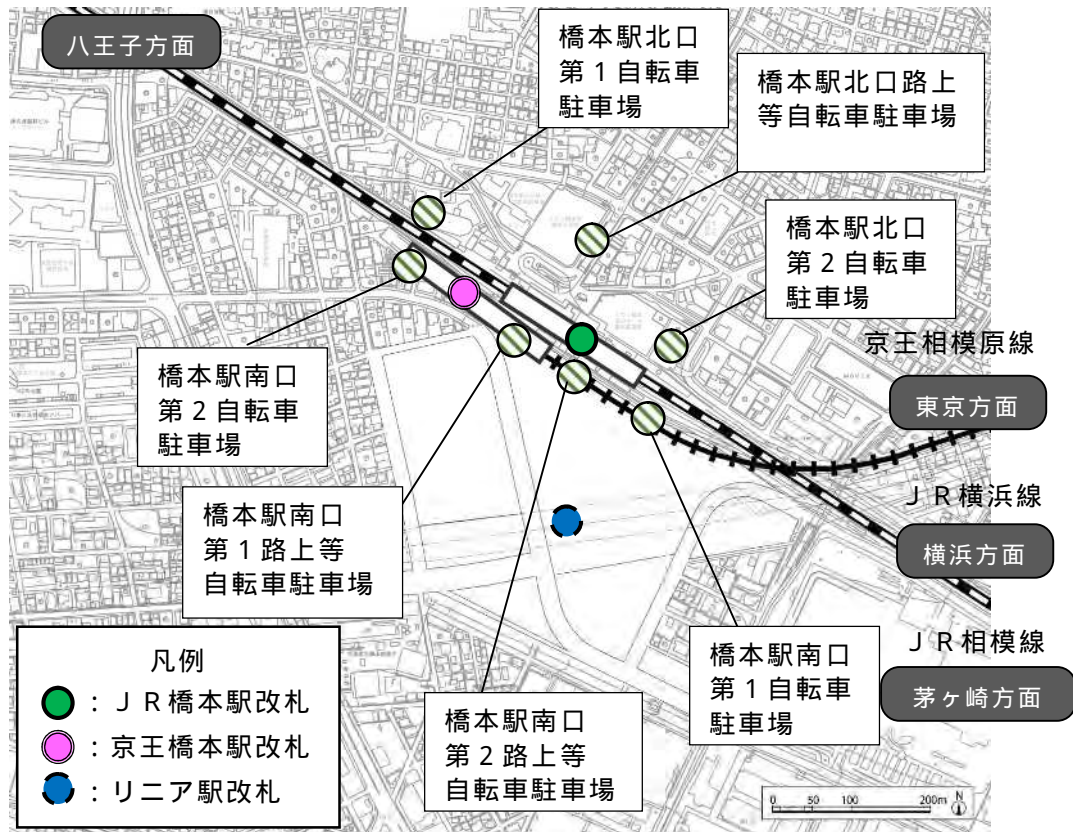 八王子方面
橋本駅北口
第１自転車
駐車場
橋本駅北口路上
等自転車駐車場
橋本駅北口
第２自転車
駐車場
京王相模原線
東京方面
橋本駅南口
第２自転車
駐車場
ＪＲ横浜線
横浜方面
橋本駅南口
第１路上等
自転車駐車場
ＪＲ相模線
茅ヶ崎方面
橋本駅南口
第１自転車
駐車場
橋本駅南口
第２路上等
自転車駐車場
凡例
：ＪＲ橋本駅改札
：京王橋本駅改札
：リニア駅改札
0 50 100 200m N